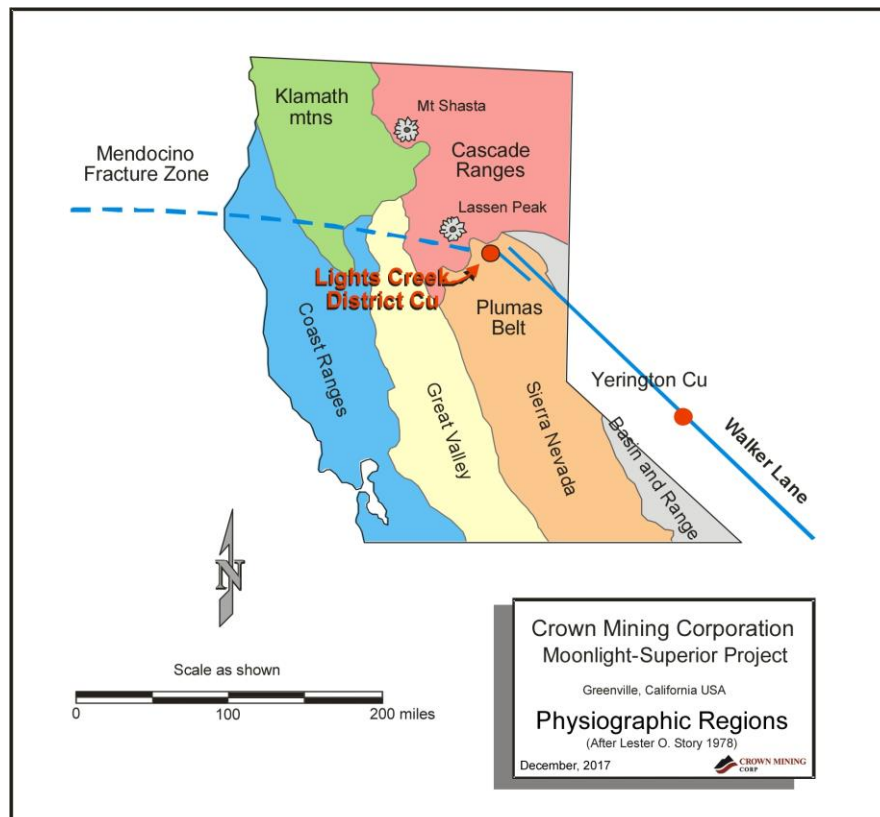 Klamath
mtns
Mt Shasta
Mendocino
Fracture Zone
Cascade
Ranges
Lassen Peak
Lights Creek
District Cu
Plumas
Belt
Coast Ranges
Great Valley
Sierra Nevada
Yerington Cu
Basin and Range
Walker Lane
N
Scale as shown
0 100 200 miles
Crown Mining Corporation
Moonlight-Superior Project
Greenville, California USA
Physiographic Regions
(After Lester O. Story 1978)
December, 2017
CROWN MINING
CORP